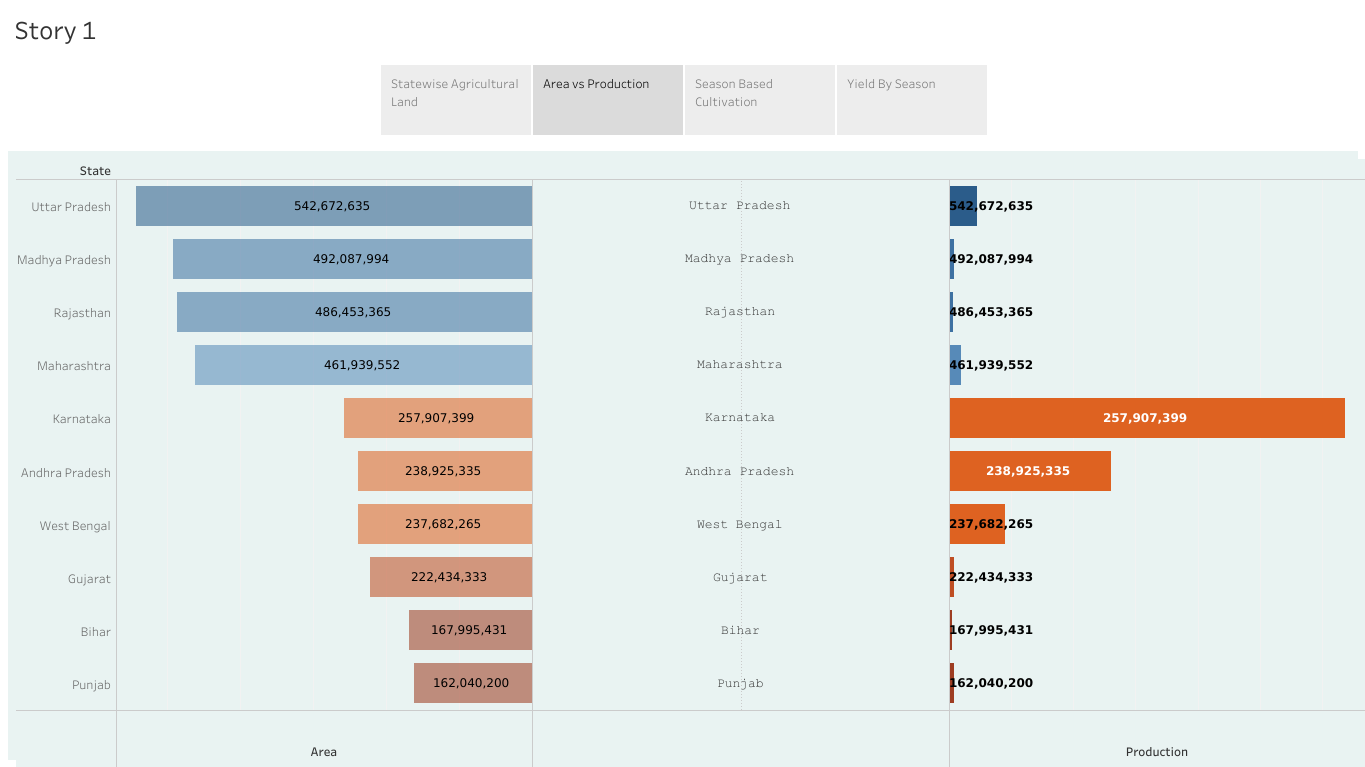 Story 1
Statewise Agricultural
Land
Area vs Production
Season Based
Cultivation
Yield By Season
State
Uttar Pradesh 542,672,635 Uttar Pradesh 542,672,635
Madhya Pradesh 492,087,994 Madhya Pradesh 492,087,994
Rajasthan 486,453,365 Rajasthan 486,453,365
Maharashtra 461,939,552 Maharashtra 461,939,552
Karnataka 257,907,399 Karnataka 257,907,399
Andhra Pradesh 238,925,335 Andhra Pradesh 238,925,335
West Bengal 237,682,265 West Bengal 237,682,265
Gujarat 222,434,333 Gujarat 222,434,333
Bihar 167,995,431 Bihar 167,995,431
Punjab 162,040,200 Punjab 162,040,200
Area Production